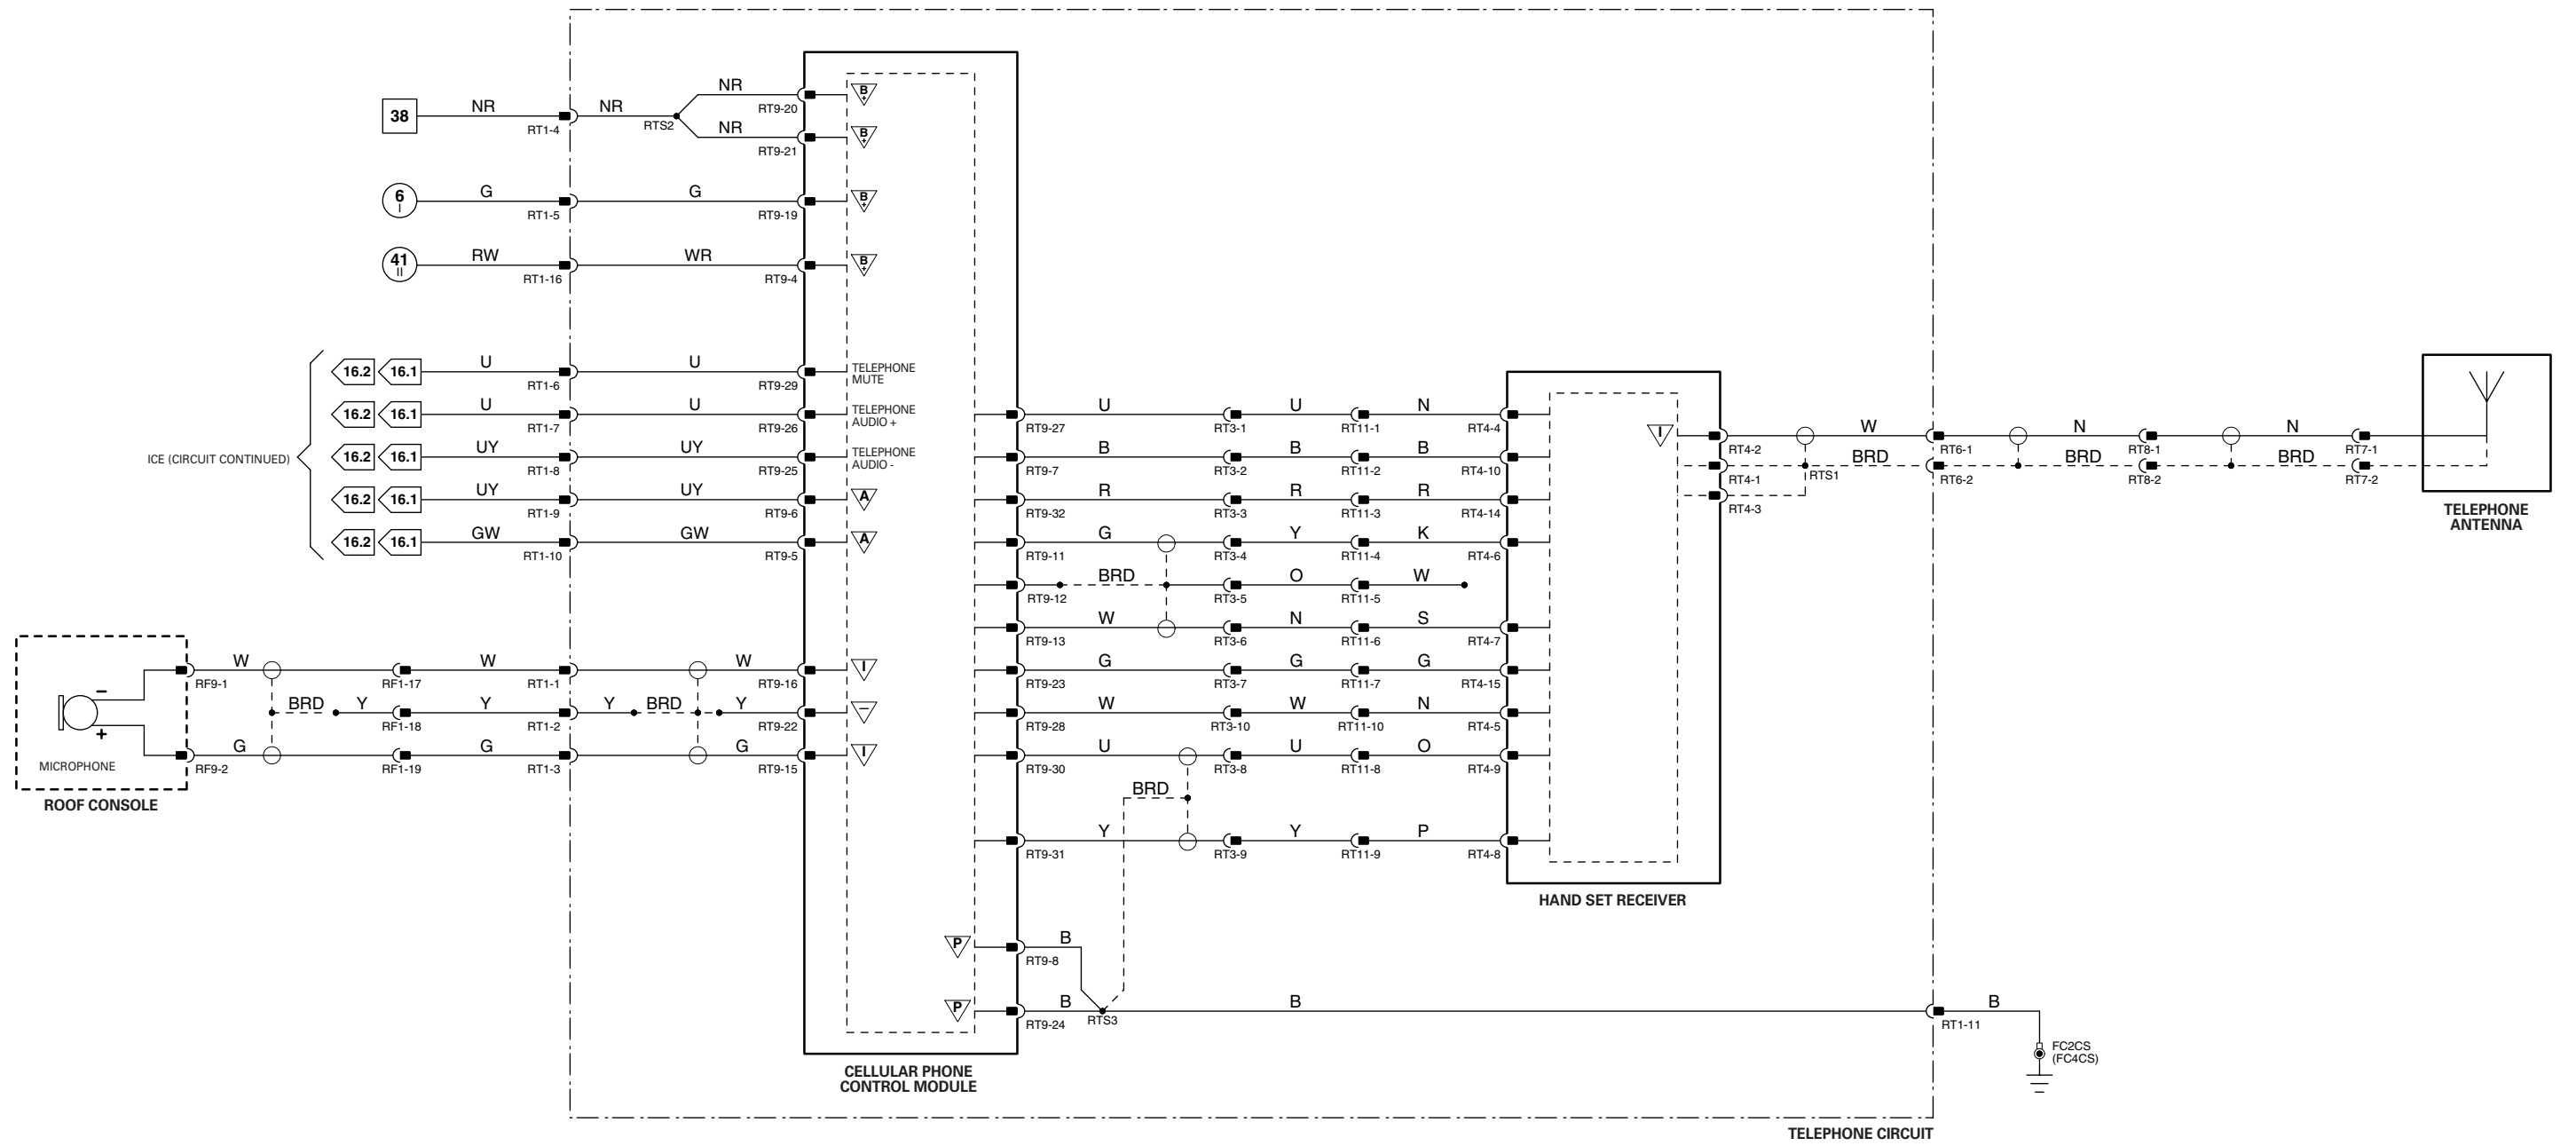 NR
NR
NR
38
RT1-4
RTS2
RT9-20
B
+
NR
RT9-21
B
+
6
I
G
RT1-5
G
RT9-19
B
+
41
II
RW
RT1-16
WR
RT9-4
B
+
ICE (CIRCUIT CONTINUED)
16.2
16.1
U
RT1-6
U
RT9-29
TELEPHONE
MUTE
16.2
16.1
U
RT1-7
U
RT9-26
TELEPHONE
AUDIO +
16.2
16.1
UY
RT1-8
UY
RT9-25
TELEPHONE
AUDIO -
16.2
16.1
UY
RT1-9
UY
RT9-6
A
16.2
16.1
GW
RT1-10
GW
RT9-5
A
W
RF9-1
RF1-17
W
RT1-1
W
RT9-16
I
BRD
Y
RF1-18
Y
RT1-2
Y
BRD
Y
RT9-22
–
G
RF9-2
RF1-19
G
RT1-3
G
RT9-15
I
–
+
MICROPHONE
ROOF CONSOLE
RT9-27
U
RT3-1
U
RT11-1
N
RT4-4
RT9-7
B
RT3-2
B
RT11-2
B
RT4-10
RT9-32
R
RT3-3
R
RT11-3
R
RT4-14
RT9-11
G
RT3-4
Y
RT11-4
K
RT4-6
RT9-12
BRD
RT3-5
O
RT11-5
W
RT9-13
W
RT3-6
N
RT11-6
S
RT4-7
RT9-23
G
RT3-7
G
RT11-7
G
RT4-15
RT9-28
W
RT3-10
W
RT11-10
N
RT4-5
RT9-30
U
RT3-8
U
RT11-8
O
RT4-9
BRD
RT9-31
Y
RT3-9
Y
RT11-9
P
RT4-8
P
RT9-8
B
P
RT9-24
B
RTS3
B
RT1-11
B
FC2CS
(FC4CS)
CELLULAR PHONE
CONTROL MODULE
HAND SET RECEIVER
I
RT4-2
W
RT6-1
N
RT8-1
N
RT7-1
RT4-1
RTS1
BRD
RT6-2
BRD
RT8-2
BRD
RT7-2
RT4-3
TELEPHONE
ANTENNA
TELEPHONE CIRCUIT